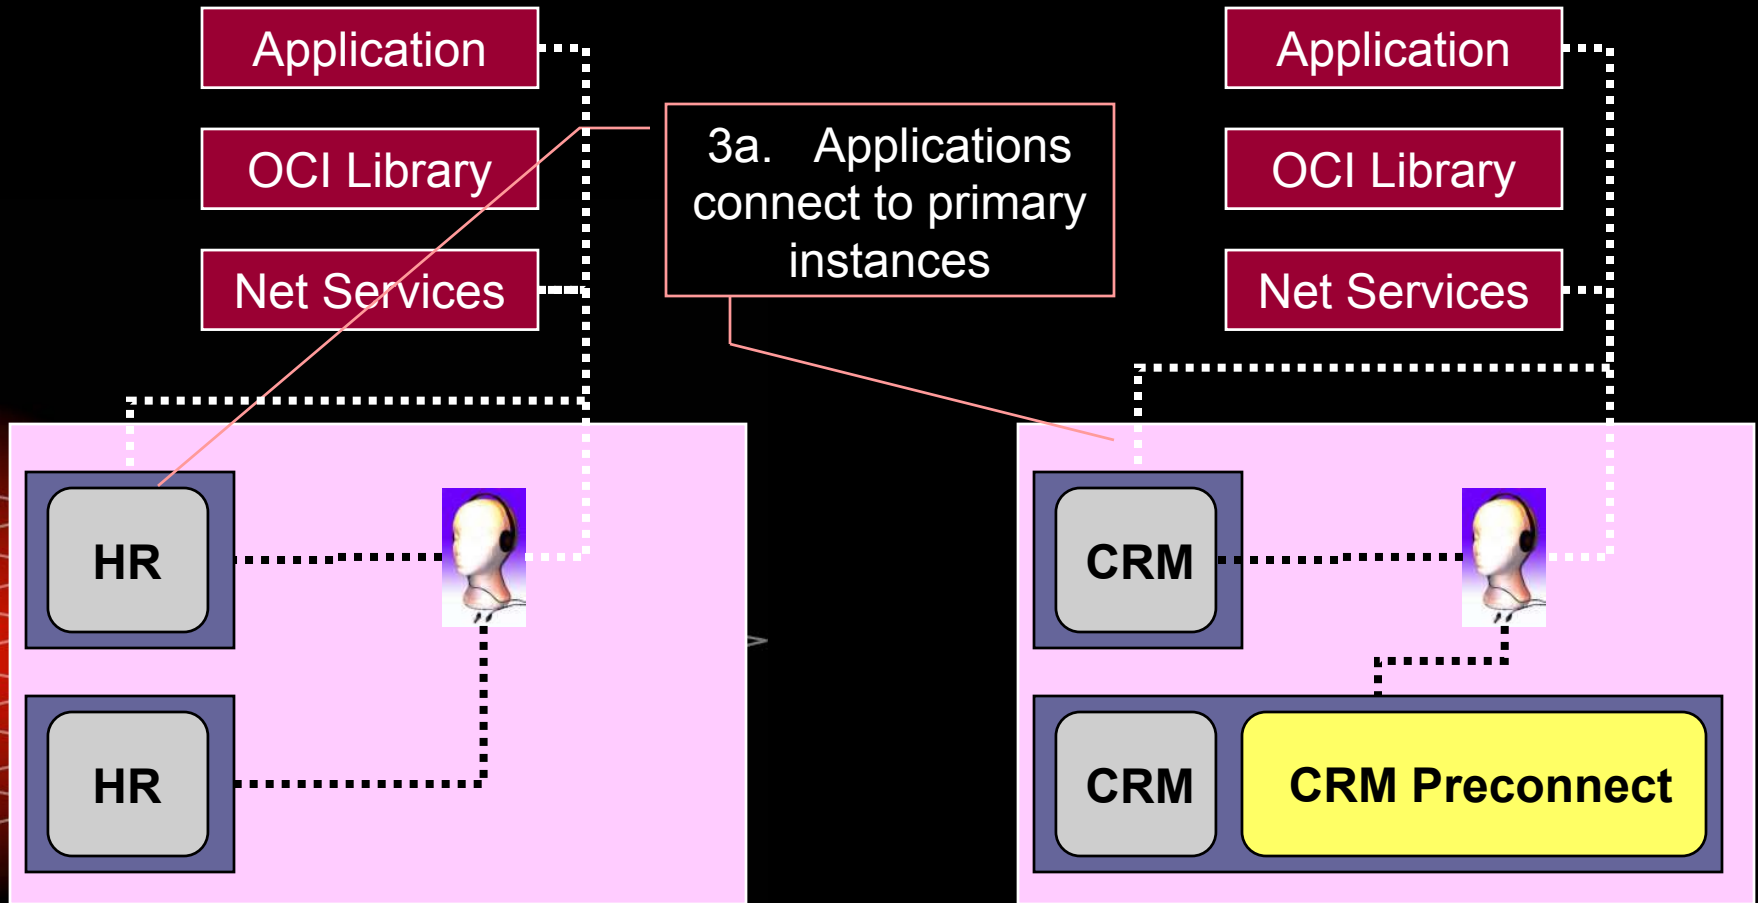 Application
OCI Library
Net Services
3a. Applications
connect to primary
instances
Application
OCI Library
Net Services
HR
HR
CRM
CRM
CRM Preconnect